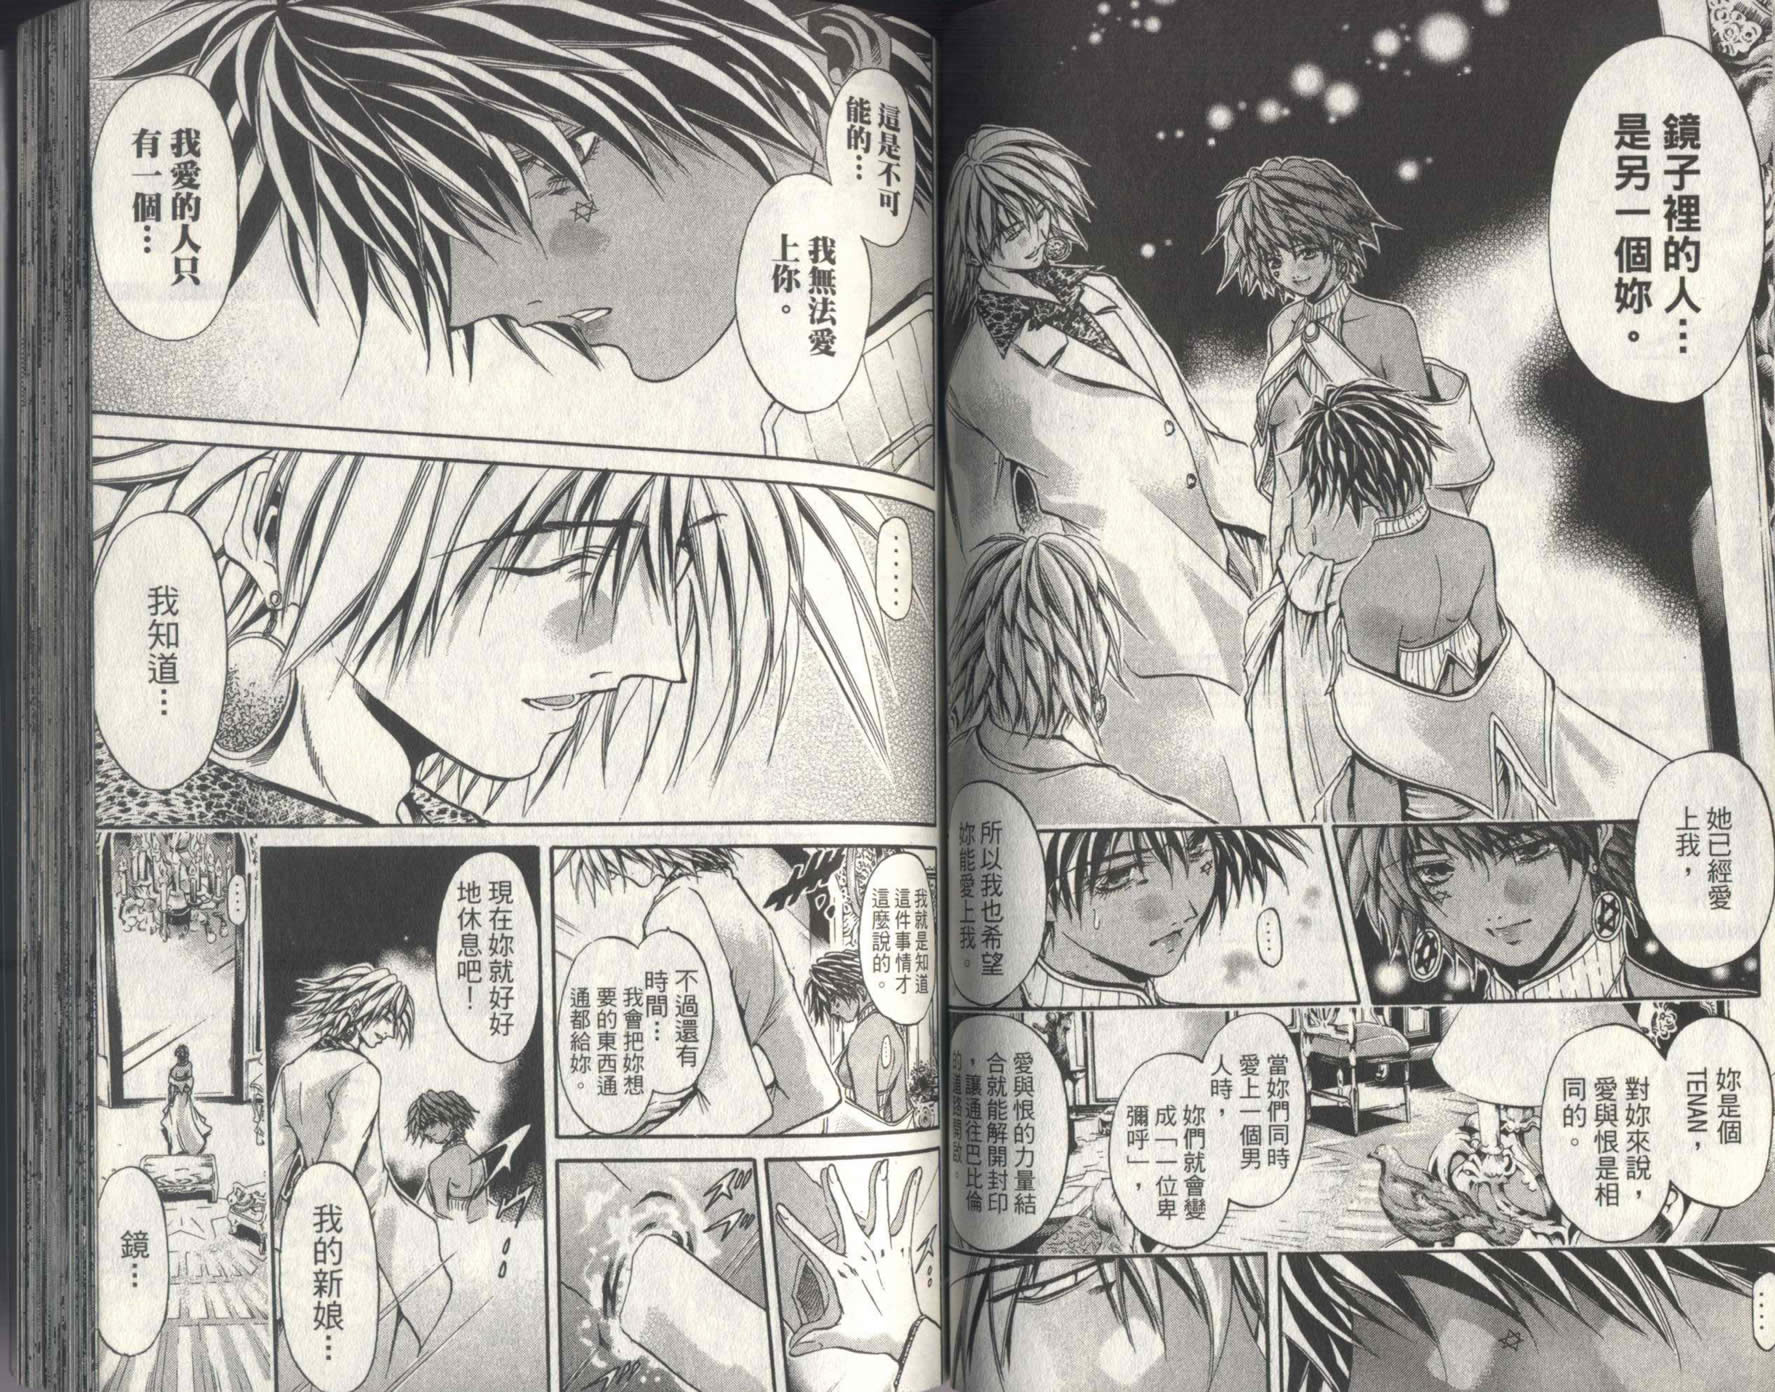 鏡子裡的人…
是另一個妳。
她已經愛
上我，
所以我也希望
妳能愛上我。
……
妳是個
TENAN，
對妳來說，
愛與恨是相
同的。
當妳們同時
愛上一個男
人時，
妳們就會變
成「一位卑
彌呼」，
愛與恨的力量結
合就能解開封印
，讓通往巴比倫
的道路開啟。
……
這是不可
能的…
我無法愛
上你。
我愛的人只
有一個…
……
我知道…
我就是知道
這件事情才
這麼說的。
……
不過還有
時間…
我會把妳想
要的東西通
通都給妳。
現在妳就好好
地休息吧！
我的新娘…
……
鏡…